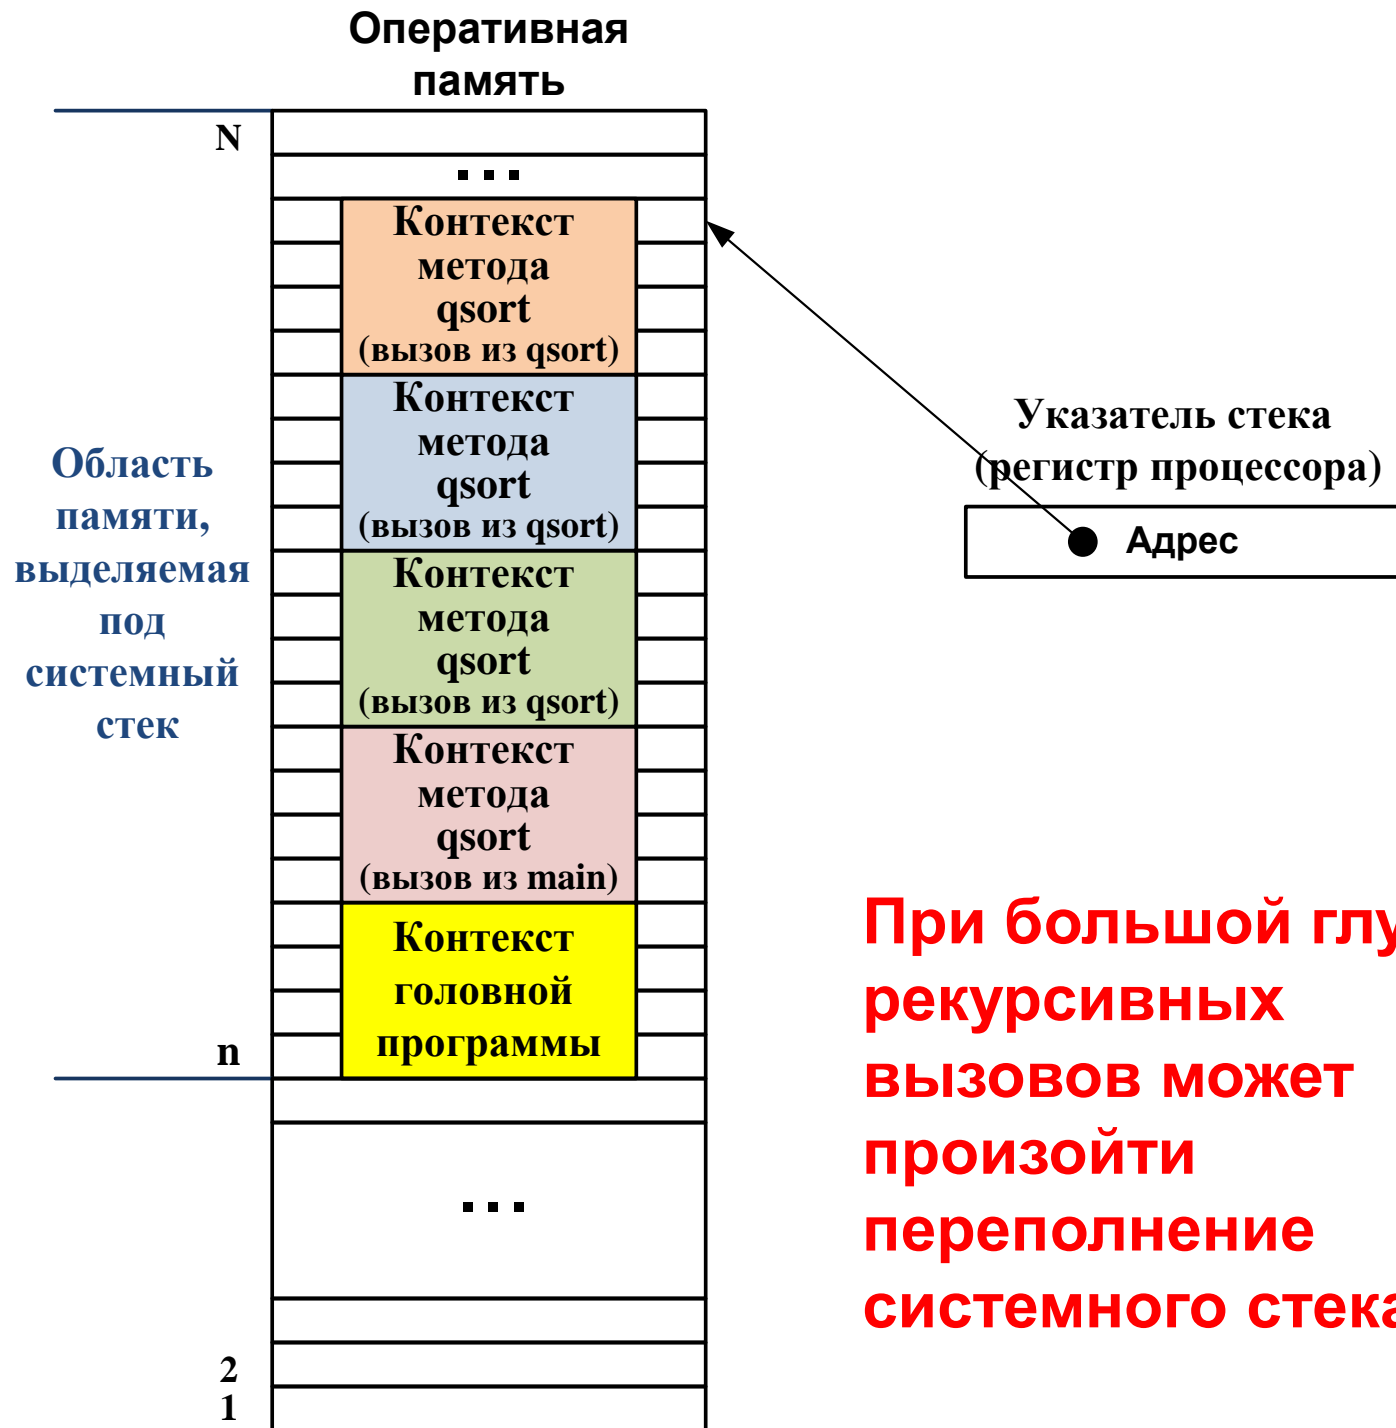 Оперативная
память
N
...
Контекст
метода
qsort
(вызов из qsort)
Контекст
метода
qsort
(вызов из qsort)
Контекст
метода
qsort
(вызов из qsort)
Контекст
метода
qsort
(вызов из main)
Контекст
головной
программы
n
...
2
1
Область
памяти,
выделяемая
под
системный
стек
Указатель стека
(регистр процессора)
Адрес
При большой
рекурсивных
вызовов может
произойти
переполнение
системного стека